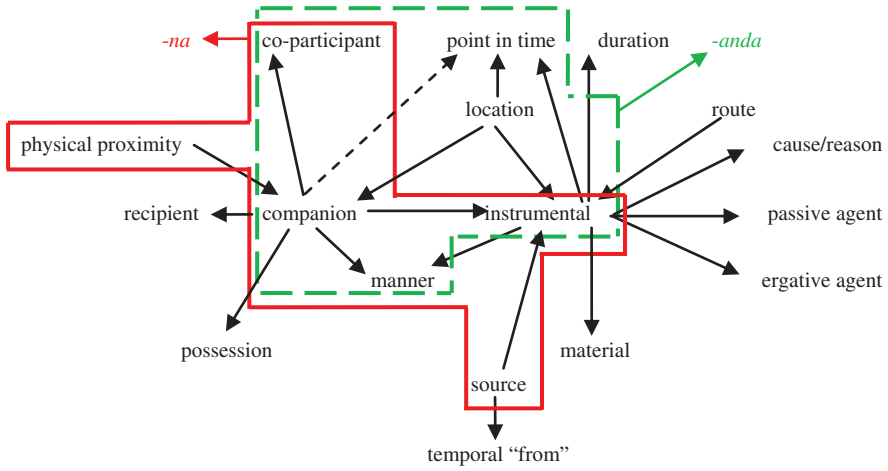 -na
co-participant
point in time
duration
-anda
location
route
physical proximity
cause/reason
recipient
companion
instrumental
passive agent
manner
ergative agent
possession
material
source
temporal “from”